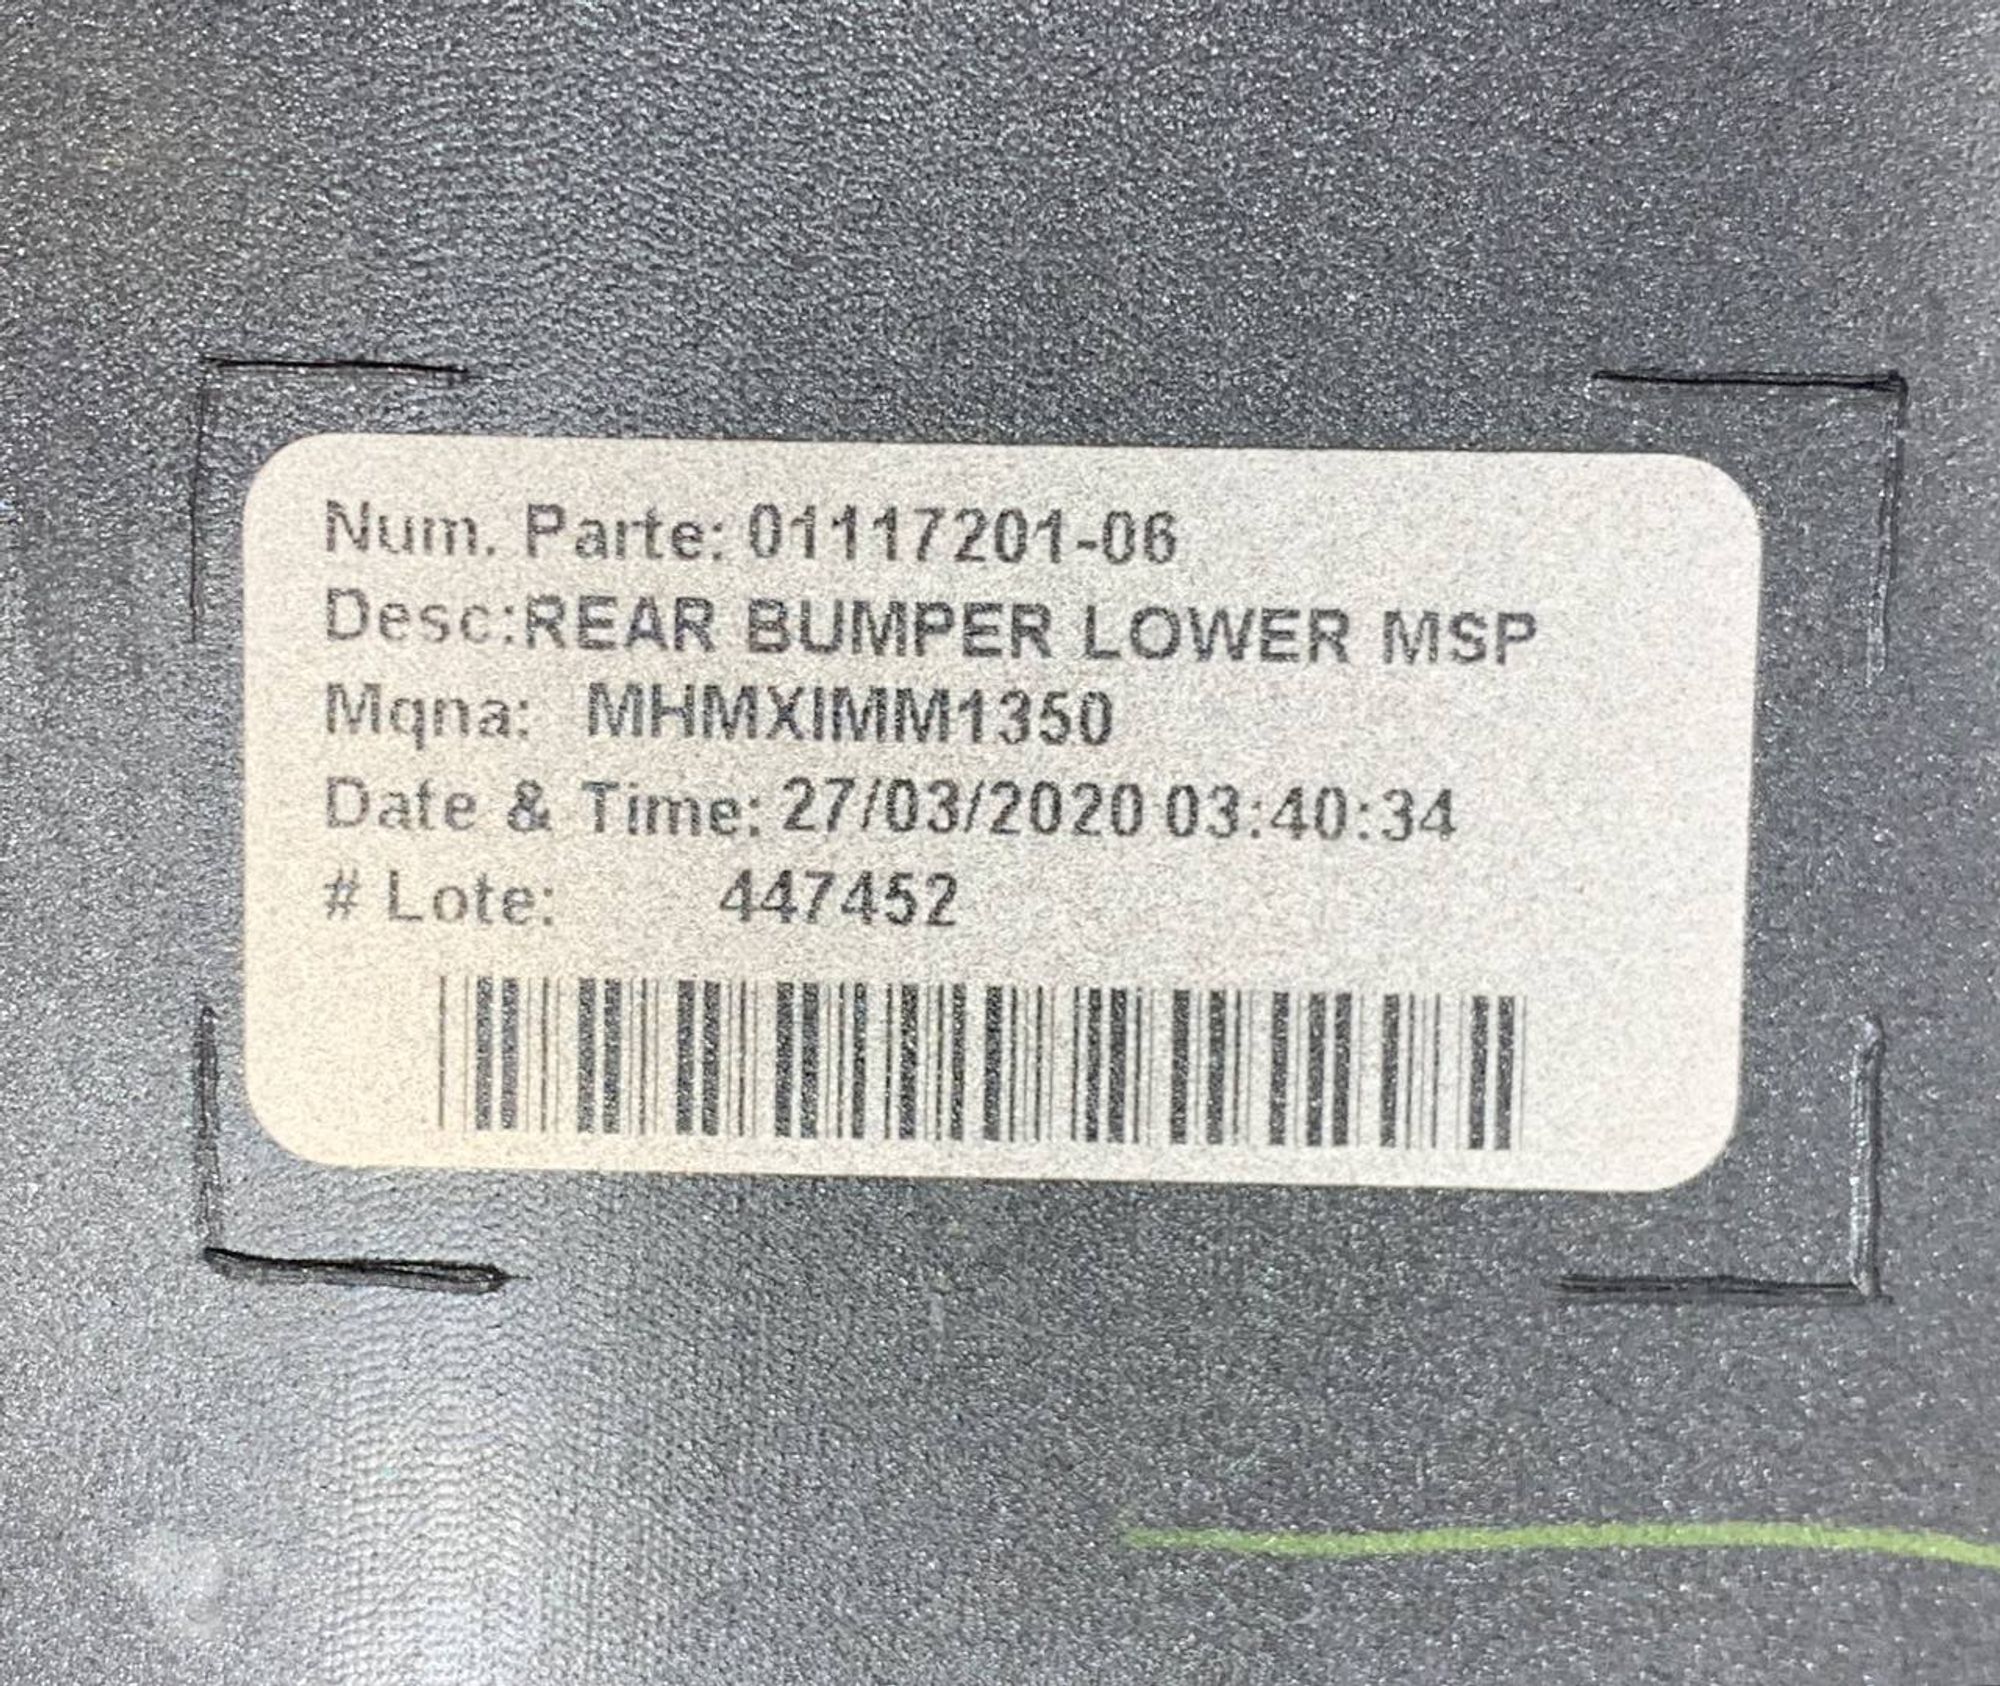 Num. Parte: 01117201-06
Desc:REAR BUMPER LOWER MSP
Mqna: MHMXIMM1350
Date & Time: 27/03/2020 03:40:34
# Lote: 447452